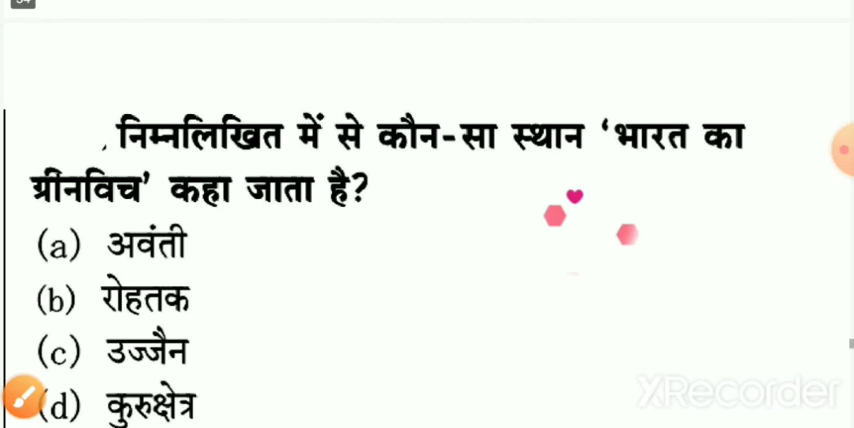 निम्नलिखित में से कौन-सा स्थान ‘भारत का
ग्रीनविच’ कहा जाता है?
(a) अवंती
(b) रोहतक
(c) उज्जैन
(d) कुरुक्षेत्र
XRecorder